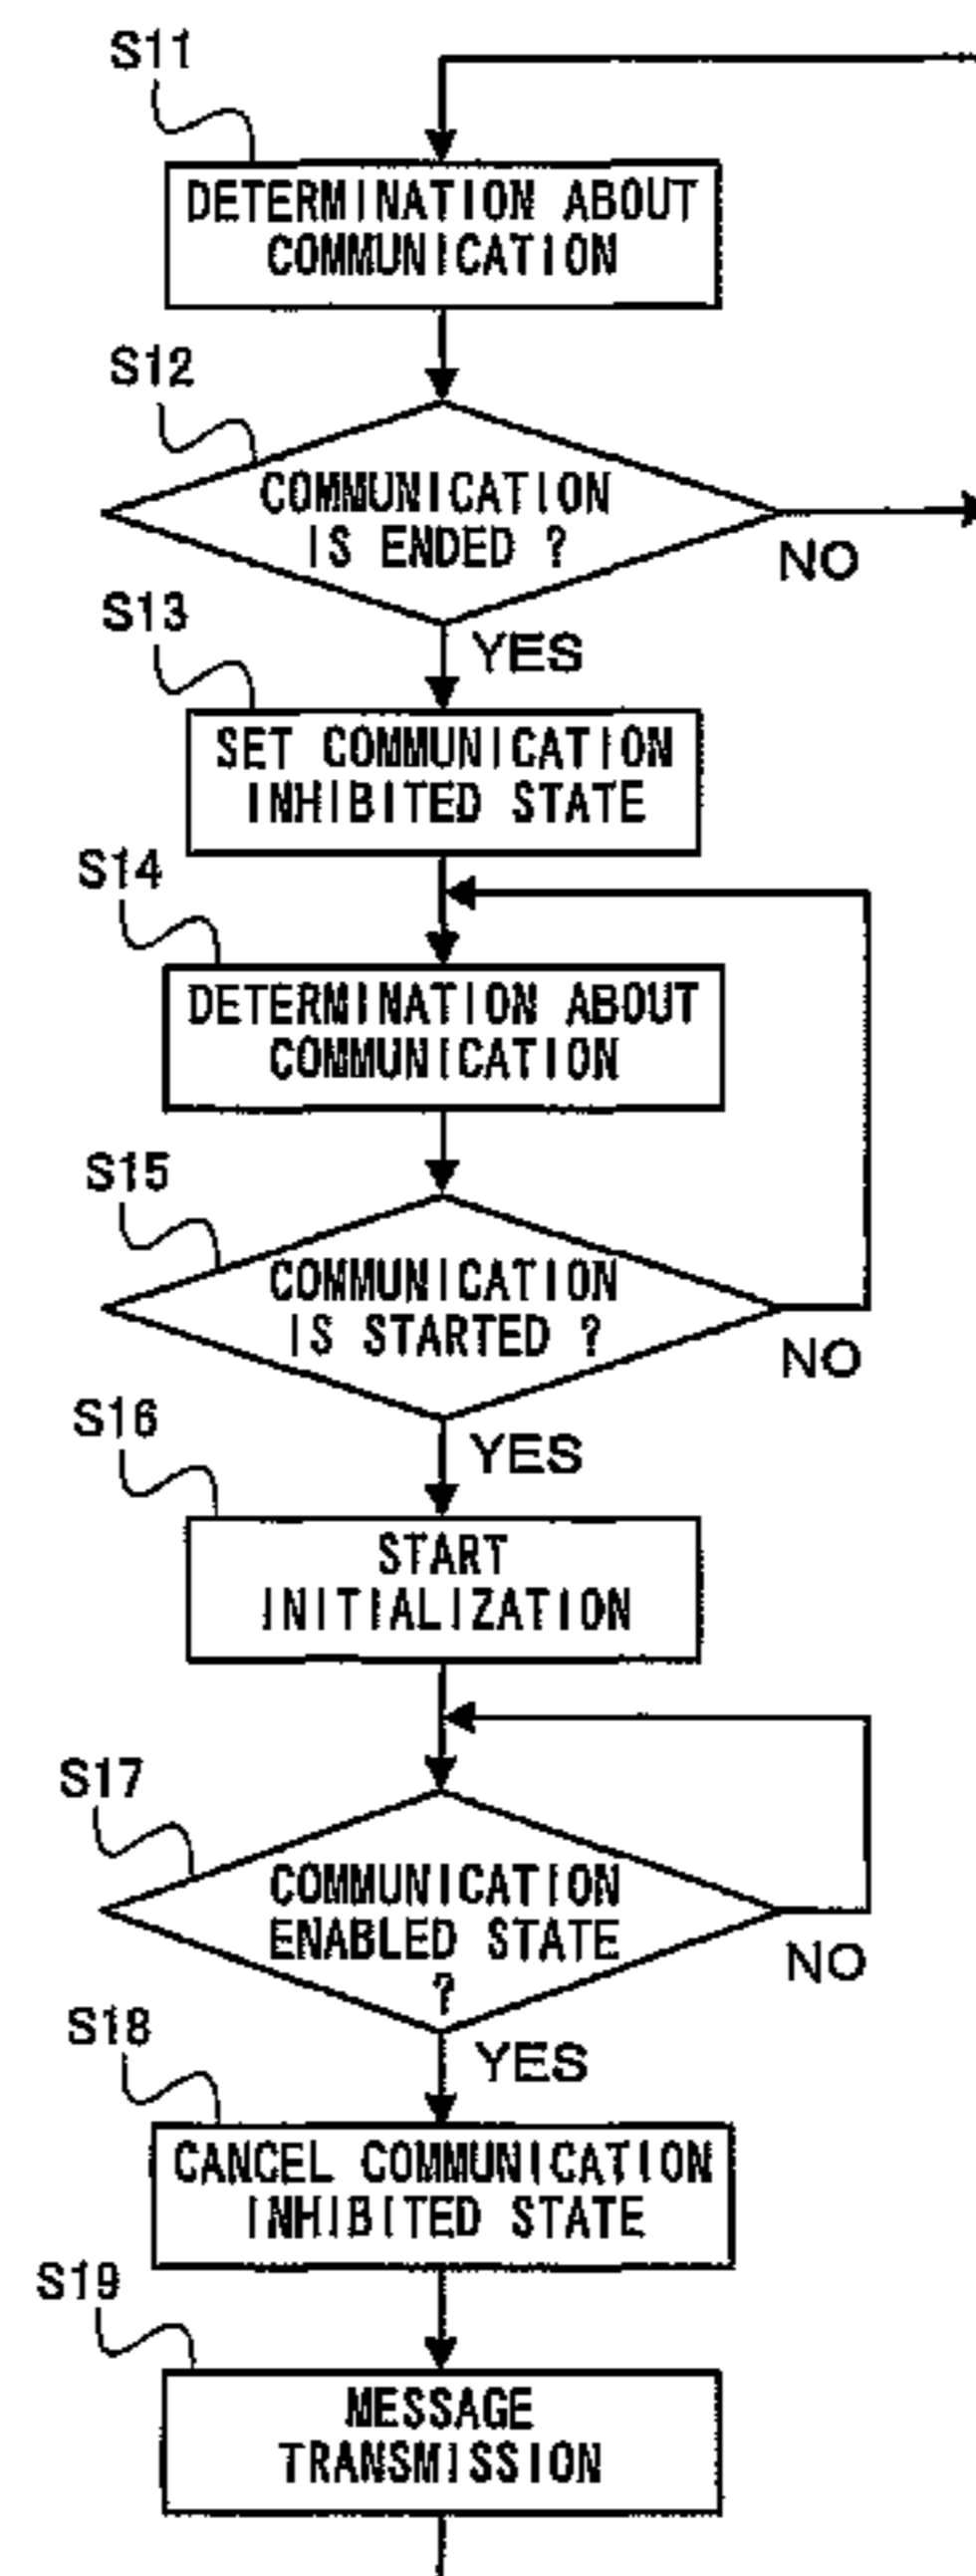 S11
DETERMINATION ABOUT
COMMUNICATION
S12
COMMUNICATION
IS ENDED ?
NO
YES
S13
SET COMMUNICATION
INHIBITED STATE
S14
DETERMINATION ABOUT
COMMUNICATION
S15
COMMUNICATION
IS STARTED ?
NO
YES
S16
START
INITIALIZATION
S17
COMMUNICATION
ENABLED STATE
?
NO
YES
S18
CANCEL COMMUNICATION
INHIBITED STATE
S19
MESSAGE
TRANSMISSION